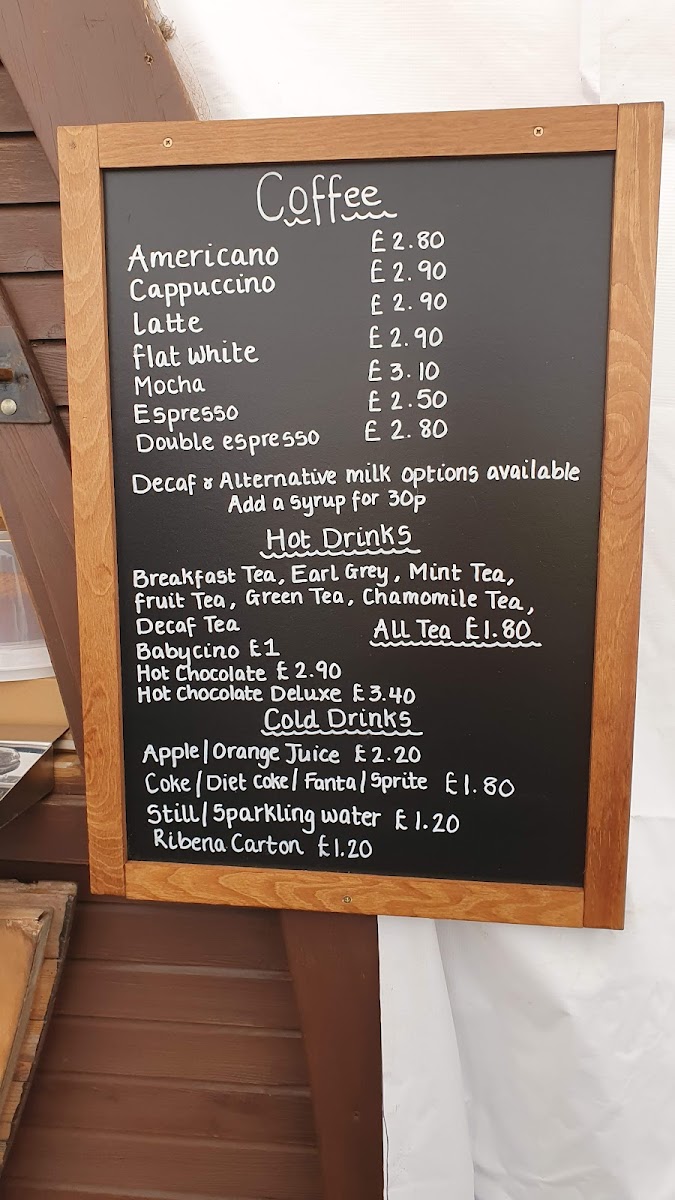 Coffee
Americano £2.80
Cappuccino £2.90
Latte £2.90
flat white £2.90
Mocha £3.10
Espresso £2.50
Double espresso £2.80
Decaf & Alternative milk options available
Add a syrup for 30p
Hot Drinks
Breakfast Tea, Earl Grey, Mint Tea,
fruit Tea, Green Tea, Chamomile Tea,
Decaf Tea All Tea £1.80
Babycino £1
Hot Chocolate £2.90
Hot Chocolate Deluxe £3.40
Cold Drinks
Apple/Orange Juice £2.20
Coke/Diet Coke/Fanta/Sprite £1.80
Still/Sparkling water £1.20
Ribena Carton £1.20